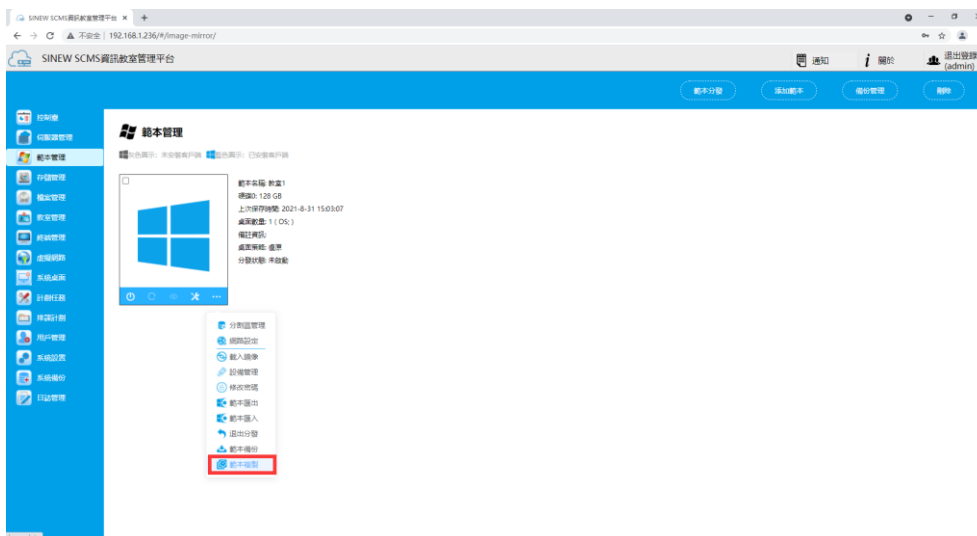 SINEW SCMS資訊教室管理平台
不安全 | 192.168.1.236/#/image-mirror/
SINEW SCMS資訊教室管理平台
通知
關於
退出登錄
(admin)
範本分發
添加範本
備份管理
刪除
控制臺
伺服器管理
範本管理
存儲管理
檔案管理
教室管理
終端管理
虛擬網路
系統桌面
計劃任務
排課計劃
用戶管理
系統設置
系統備份
日誌管理
範本管理
灰色圖示：未安裝客戶端
藍色圖示：已安裝客戶端
範本名稱: 教室1
硬碟0: 128 GB
上次保存時間: 2021-8-31 15:03:07
桌面數量: 1 ( OS; )
備註資訊:
桌面策略: 還原
分發狀態: 未啟動
分割區管理
網路設定
載入鏡像
設備管理
修改密碼
範本匯出
範本匯入
退出分發
範本備份
範本複製